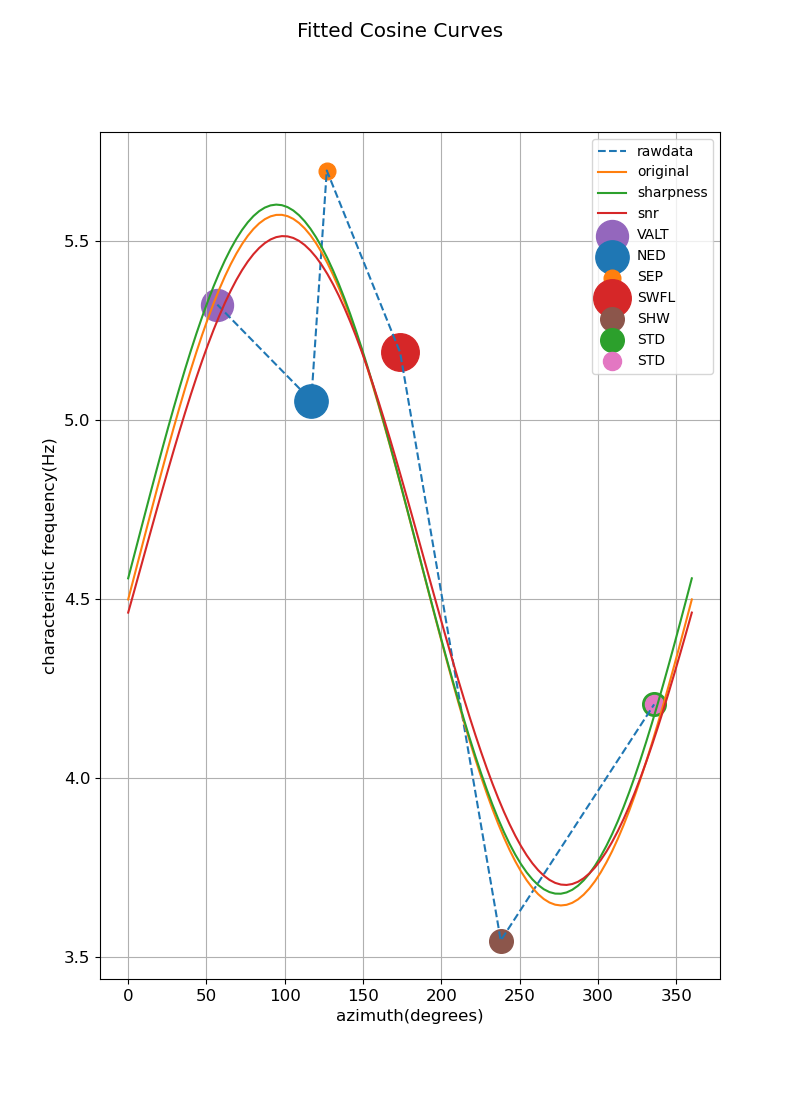 Fitted Cosine Curves
rawdata
original
sharpness
snr
VALT
NED
SEP
SWFL
SHW
STD
STD
5.5
5.0
4.5
4.0
3.5
characteristic frequency(Hz)
0 50 100 150 200 250 300 350
azimuth(degrees)